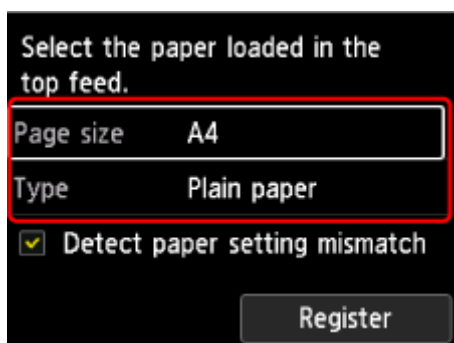 Select the paper loaded in the
top feed.
Page size A4
Type Plain paper
Detect paper setting mismatch
Register